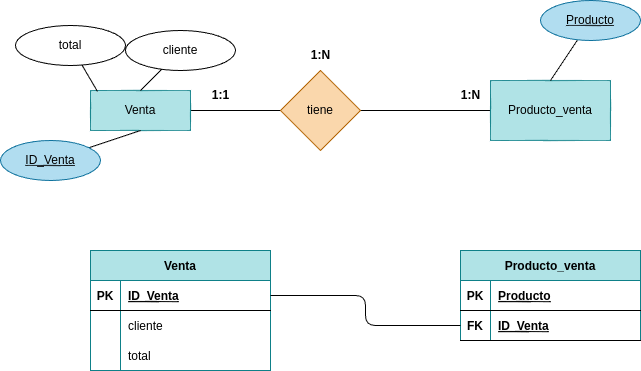 Producto
total
cliente
1:N
1:1
1:N
Venta
tiene
Producto_venta
ID_Venta
Venta
PK ID_Venta
cliente
total
Producto_venta
PK Producto
FK ID_Venta